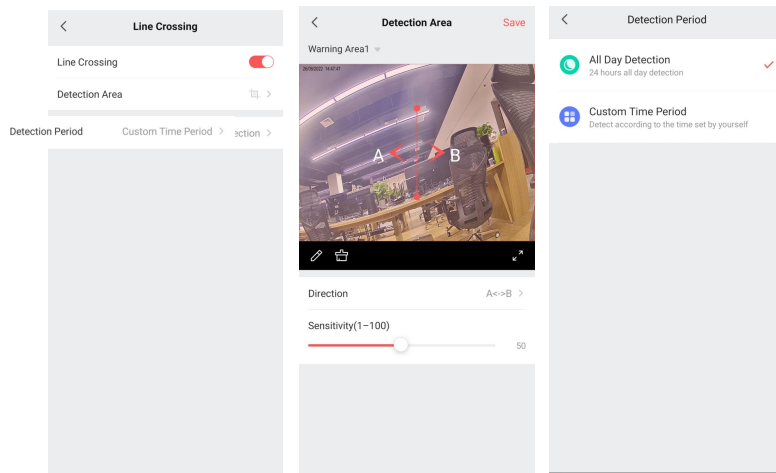 Line Crossing
Line Crossing
Detection Area
Detection Period Custom Time Period > ection >
Detection Area Save
Warning Area1
A B
Direction A<->B >
Sensitivity(1–100)
50
Detection Period
All Day Detection
24 hours all day detection
Custom Time Period
Detect according to the time set by yourself